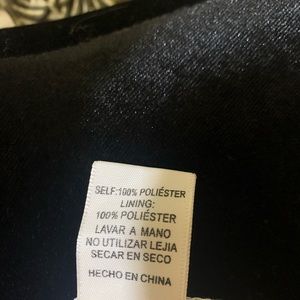 SELF:100% POLIÉSTER
LINING:
100% POLIÉSTER
LAVAR A MANO
NO UTILIZAR LEJIA
SECAR EN SECO
HECHO EN CHINA